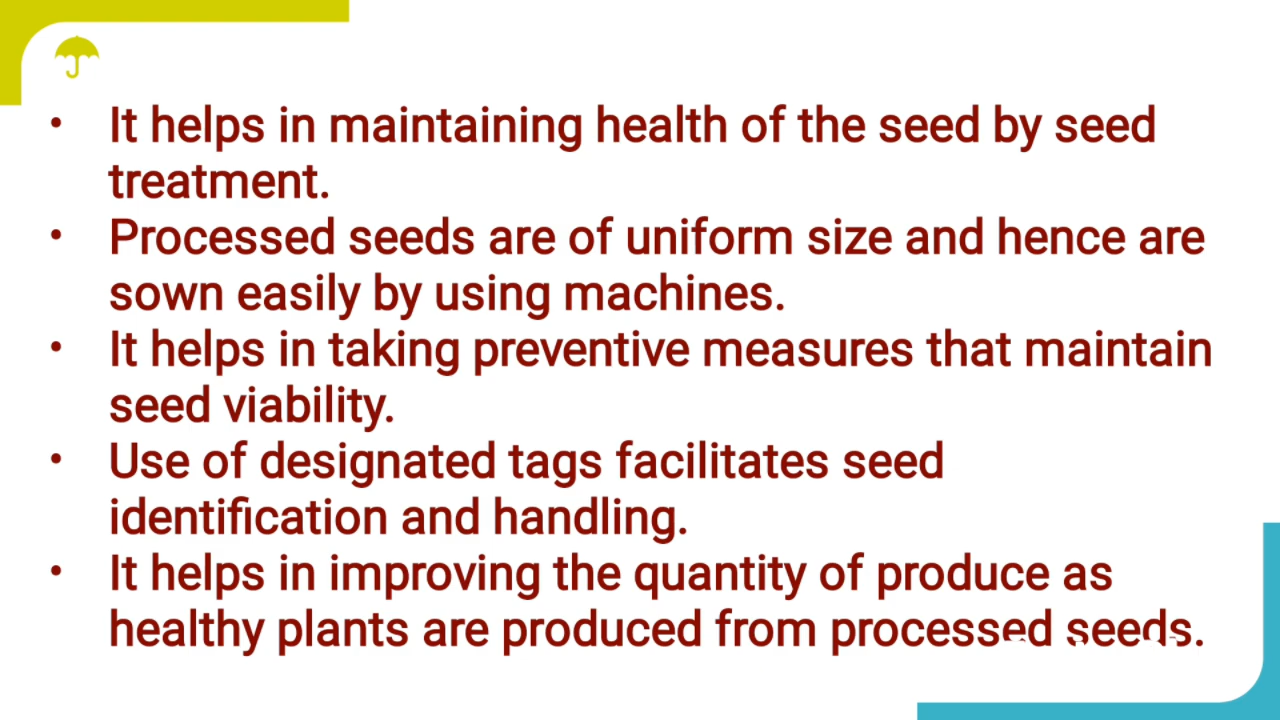 • It helps in maintaining health of the seed by seed
treatment.
• Processed seeds are of uniform size and hence are
sown easily by using machines.
• It helps in taking preventive measures that maintain
seed viability.
• Use of designated tags facilitates seed
identification and handling.
• It helps in improving the quantity of produce as
healthy plants are produced from processed seeds.